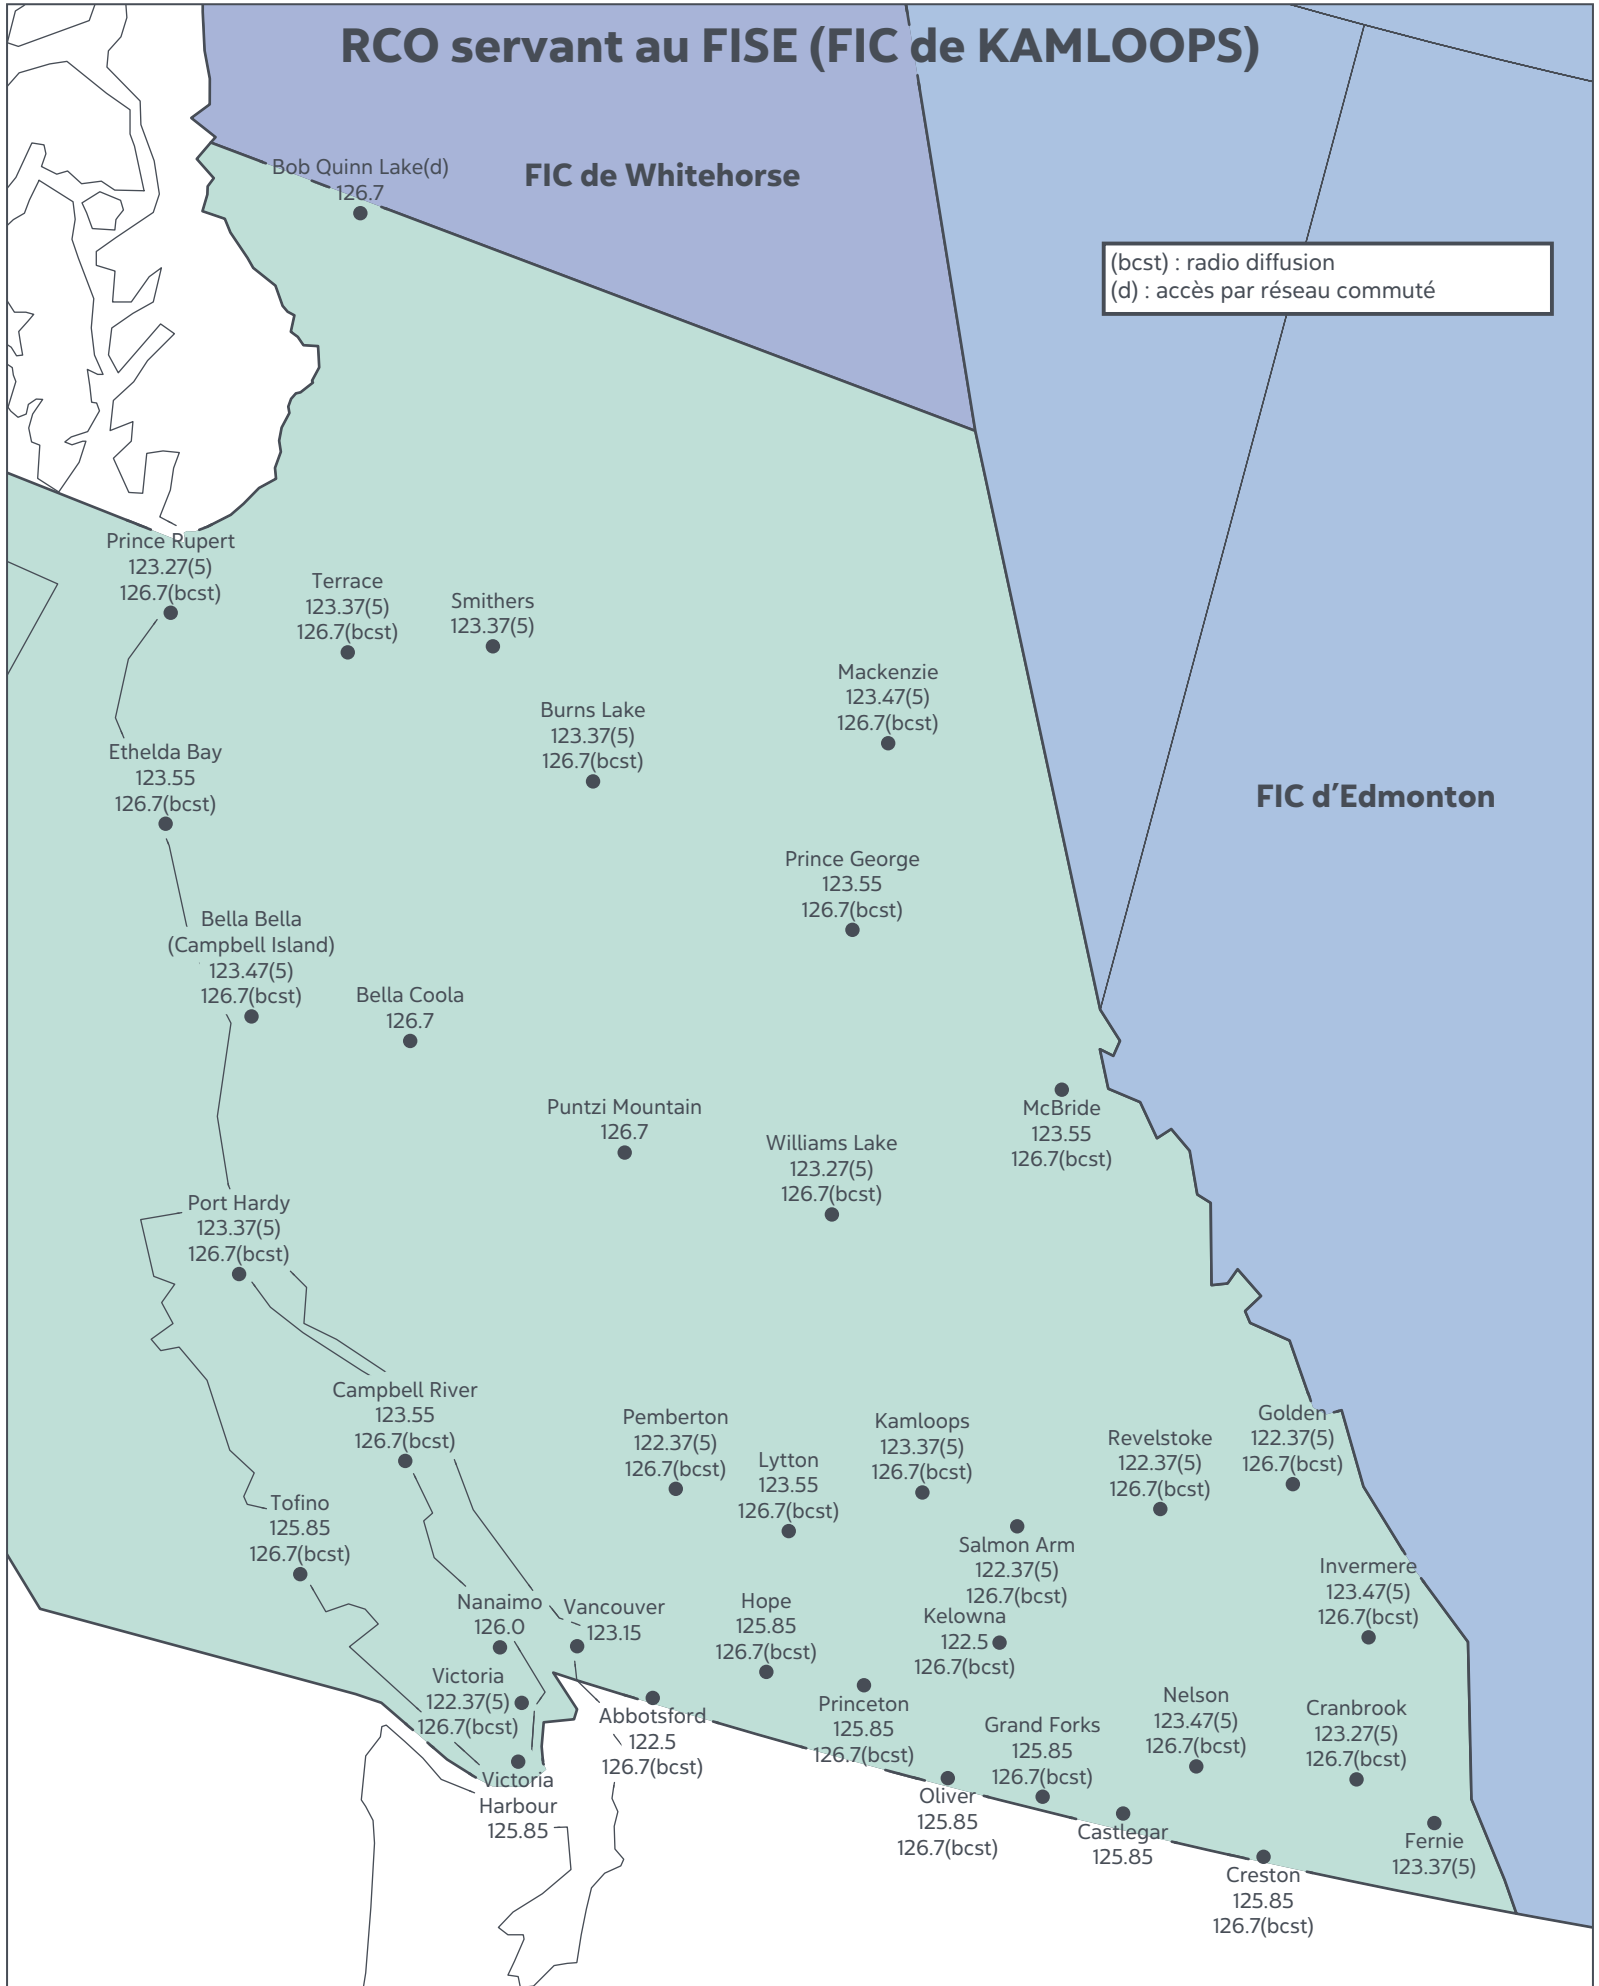 RCO servant au FISE (FIC de KAMLOOPS)
Bob Quinn Lake(d)
126.7
FIC de Whitehorse
(bcst) : radio diffusion
(d) : accès par réseau commuté
Prince Rupert
123.27(5)
126.7(bcst)
Terrace
123.37(5)
126.7(bcst)
Smithers
123.37(5)
Mackenzie
123.47(5)
126.7(bcst)
Burns Lake
123.37(5)
126.7(bcst)
Ethelda Bay
123.55
126.7(bcst)
FIC d’Edmonton
Prince George
123.55
126.7(bcst)
Bella Bella
(Campbell Island)
123.47(5)
126.7(bcst)
Bella Coola
126.7
Puntzi Mountain
126.7
McBride
123.55
126.7(bcst)
Williams Lake
123.27(5)
126.7(bcst)
Port Hardy
123.37(5)
126.7(bcst)
Campbell River
123.55
126.7(bcst)
Pemberton
122.37(5)
126.7(bcst)
Lytton
123.55
126.7(bcst)
Kamloops
123.37(5)
126.7(bcst)
Revelstoke
122.37(5)
126.7(bcst)
Golden
122.37(5)
126.7(bcst)
Tofino
125.85
126.7(bcst)
Salmon Arm
122.37(5)
126.7(bcst)
Invermere
123.47(5)
126.7(bcst)
Nanaimo
126.0
Vancouver
123.15
Hope
125.85
126.7(bcst)
Kelowna
122.5
126.7(bcst)
Victoria
122.37(5)
126.7(bcst)
Abbotsford
122.5
126.7(bcst)
Princeton
125.85
126.7(bcst)
Grand Forks
125.85
126.7(bcst)
Nelson
123.47(5)
126.7(bcst)
Cranbrook
123.27(5)
126.7(bcst)
Victoria
Harbour
125.85
Oliver
125.85
126.7(bcst)
Castlegar
125.85
Creston
125.85
126.7(bcst)
Fernie
123.37(5)